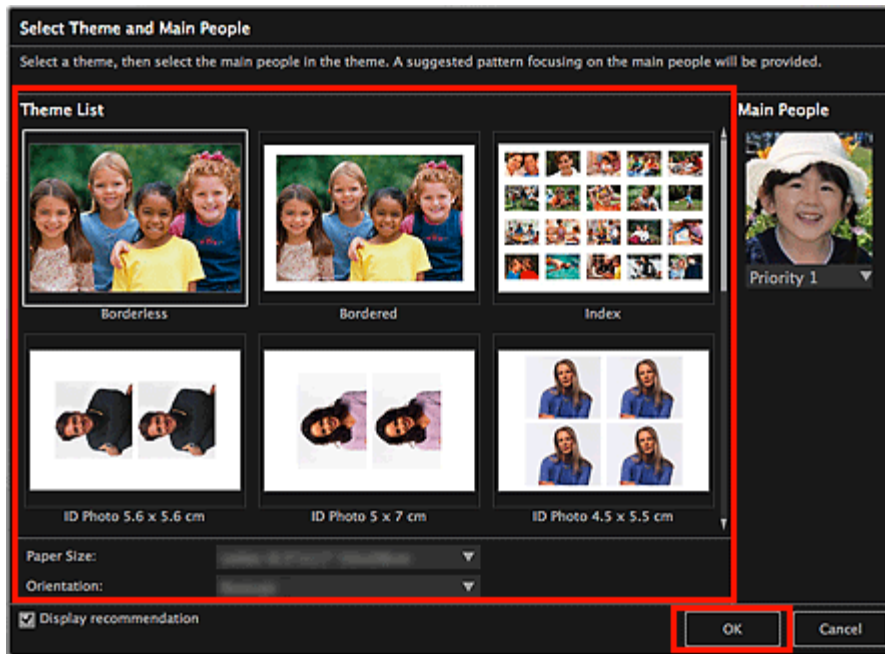 Select Theme and Main People
Select a theme, then select the main people in the theme. A suggested pattern focusing on the main people will be provided.
Theme List
Main People
Borderless
Bordered
Index
Priority 1
ID Photo 5.6 x 5.6 cm
ID Photo 5 x 7 cm
ID Photo 4.5 x 5.5 cm
Paper Size:
Orientation:
Display recommendation
OK
Cancel